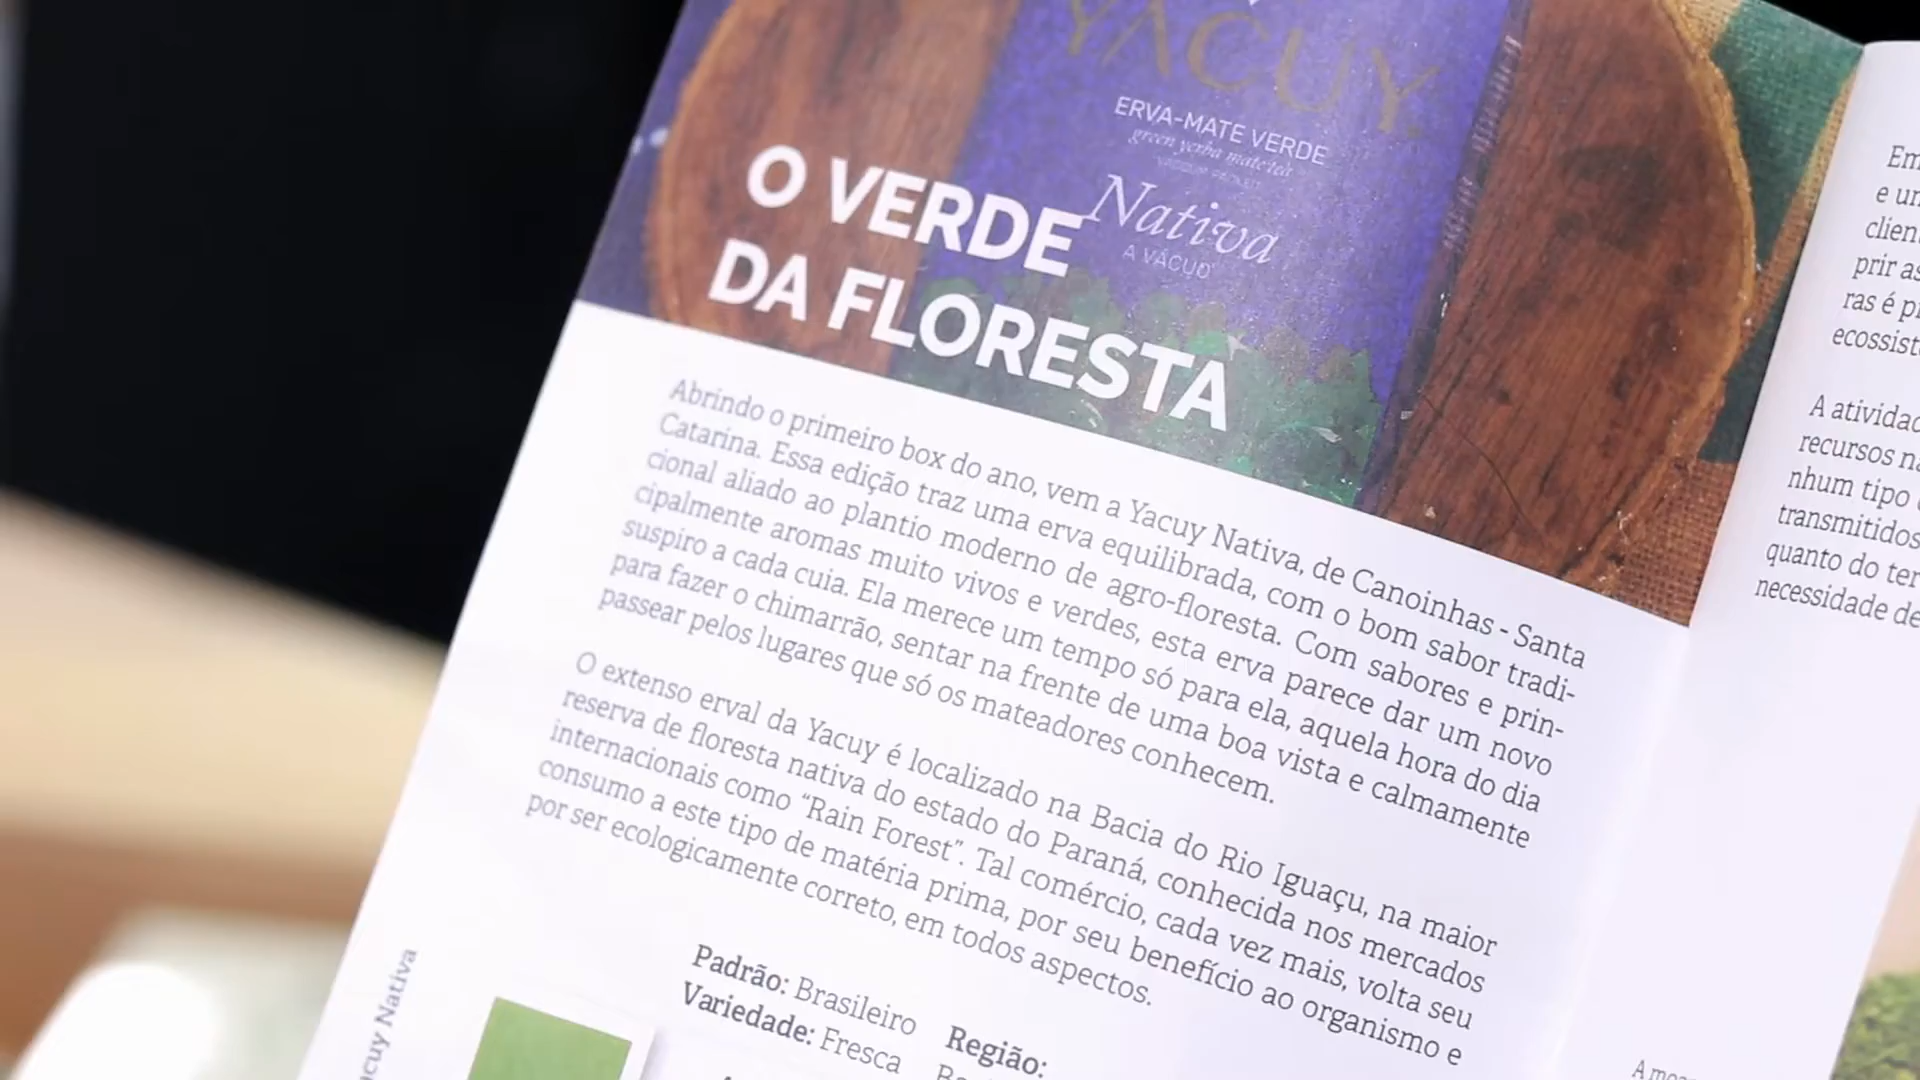 YACUY
ERVA-MATE VERDE
green yerba mate tea
Nativa
A VÁCUO
O VERDE
DA FLORESTA
Abrindo o primeiro box do ano, vem a Yacuy Nativa, de Canoinhas - Santa
Catarina. Essa edição traz uma erva equilibrada, com o bom sabor tradi-
cional aliado ao plantio moderno de agro-floresta. Com sabores e prin-
cipalmente aromas muito vivos e verdes, esta erva parece dar um novo
suspiro a cada cuia. Ela merece um tempo só para ela, aquela hora do dia
para fazer o chimarrão, sentar na frente de uma boa vista e calmamente
passear pelos lugares que só os mateadores conhecem.
O extenso erval da Yacuy é localizado na Bacia do Rio Iguaçu, na maior
reserva de floresta nativa do estado do Paraná, conhecida nos mercados
internacionais como “Rain Forest”. Tal comércio, cada vez mais, volta seu
consumo a este tipo de matéria prima, por seu benefício ao organismo e
por ser ecologicamente correto, em todos aspectos.
Padrão: Brasileiro
Variedade: Fresca
Região:
acuy Nativa
Em
e un
clien
prir as
ras é p
ecossist
A atividad
recursos na
nhum tipo
transmitidos
quanto do ter
necessidade de
A moa